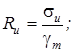 R_u = σ_u / γ_m ;